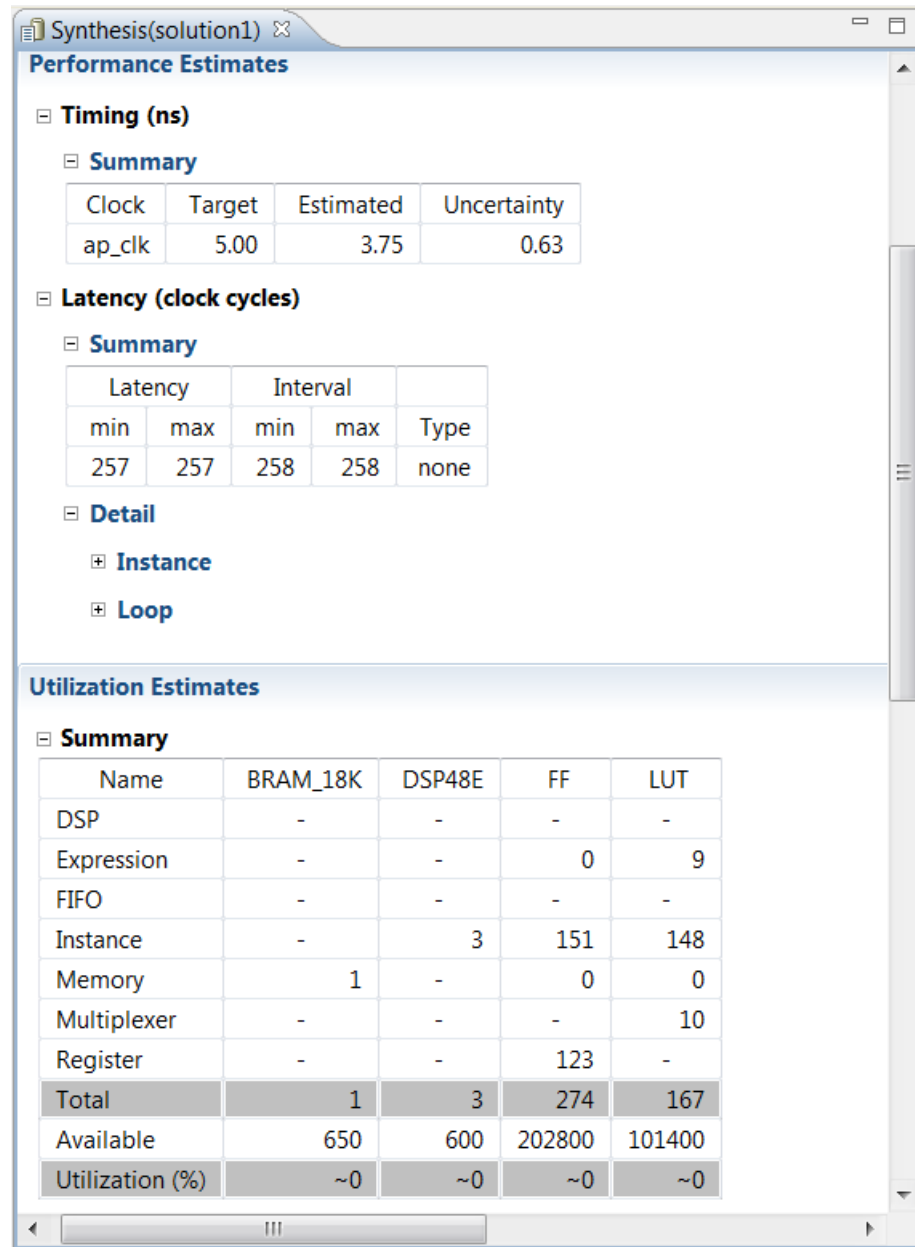 Synthesis(solution1)
Performance Estimates
Timing (ns)
Summary
Clock Target Estimated Uncertainty
ap_clk 5.00 3.75 0.63
Latency (clock cycles)
Summary
Latency Interval
min max min max Type
257 257 258 258 none
Detail
Instance
Loop
Utilization Estimates
Summary
Name BRAM_18K DSP48E FF LUT
DSP - - - -
Expression - - 0 9
FIFO - - - -
Instance - 3 151 148
Memory 1 - 0 0
Multiplexer - - - 10
Register - - 123 -
Total 1 3 274 167
Available 650 600 202800 101400
Utilization (%) ~0 ~0 ~0 ~0